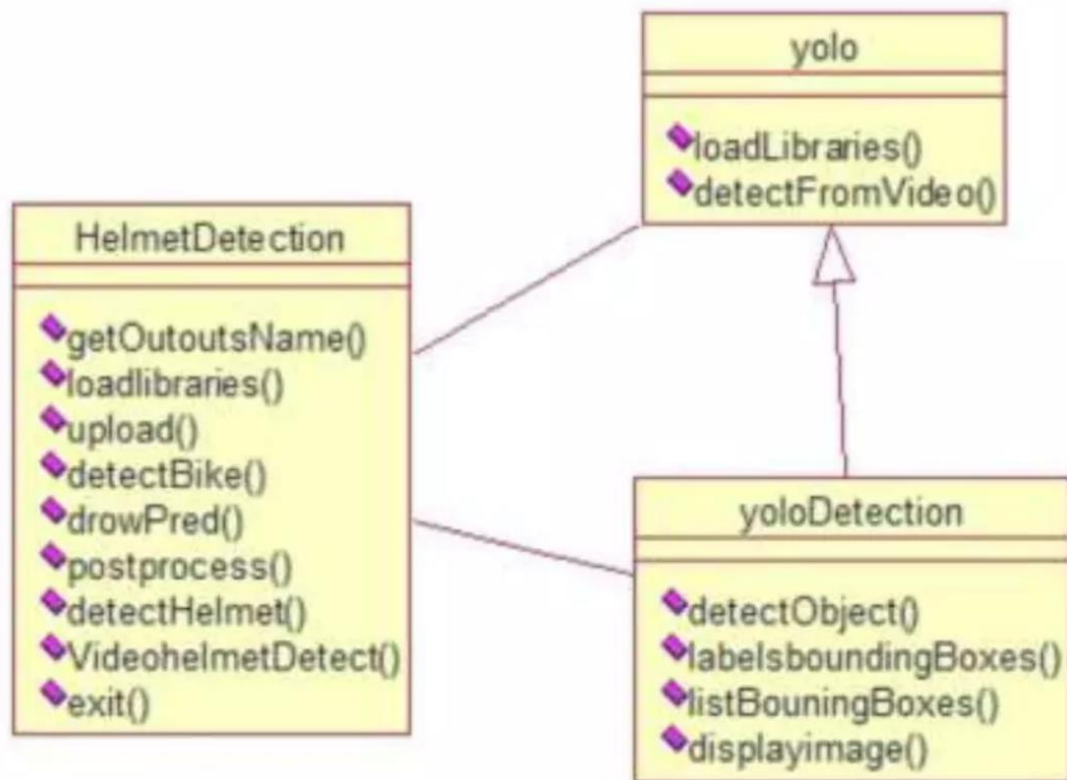 yolo
loadLibraries()
detectFromVideo()
HelmetDetection
getOutoutsName()
loadlibraries()
upload()
detectBike()
drowPred()
postprocess()
detectHelmet()
VideohelmetDetect()
exit()
yoloDetection
detectObject()
labelsboundingBoxes()
listBouningBoxes()
displayimage()